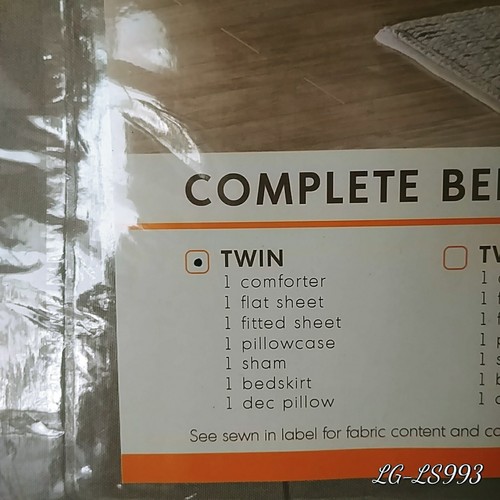 COMPLETE BE
TWIN
1 comforter
1 flat sheet
1 fitted sheet
1 pillowcase
1 sham
1 bedskirt
1 dec pillow
See sewn in label for fabric content and
LG-LS993